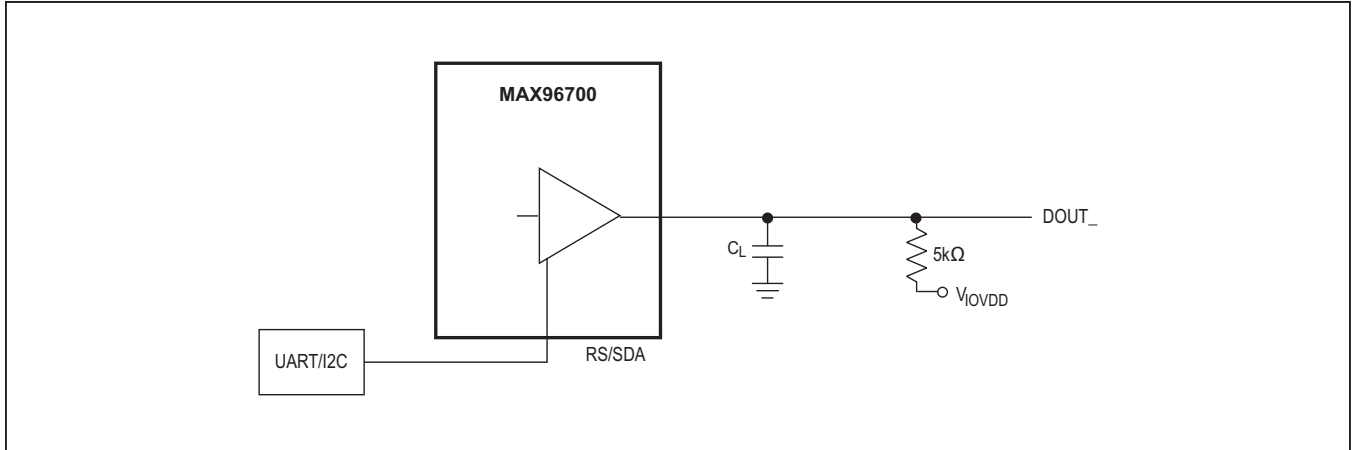 MAX96700
DOUT_
CL
5kΩ
VIOVDD
RS/SDA
UART/I2C